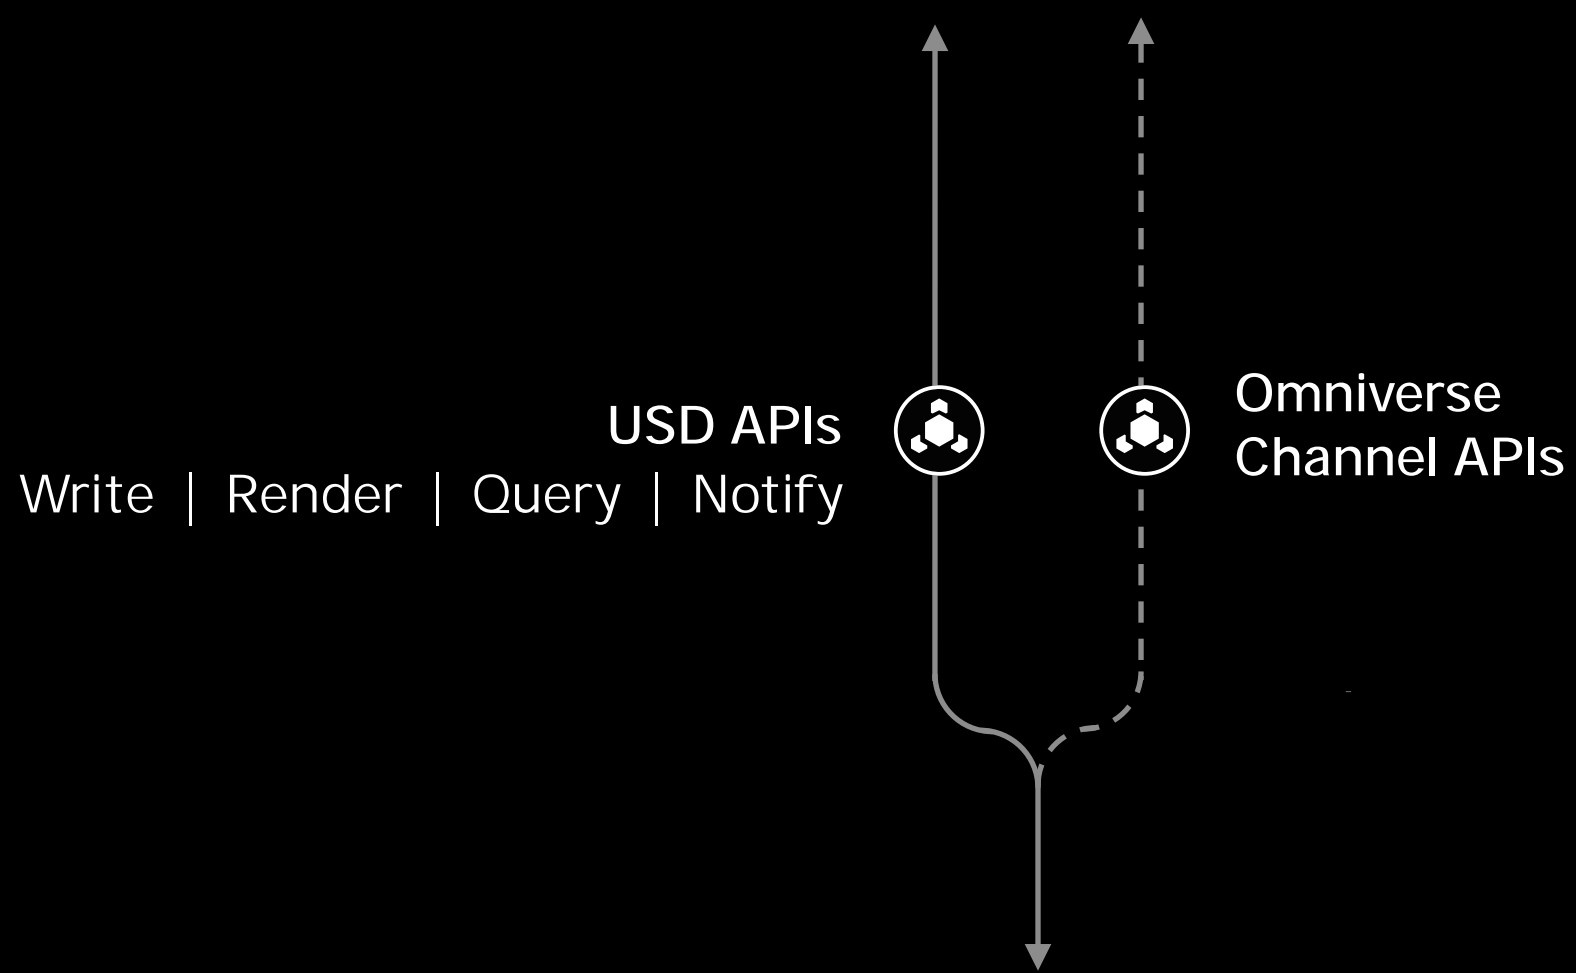 USD APIs
Write | Render | Query | Notify
Omniverse
Channel APIs